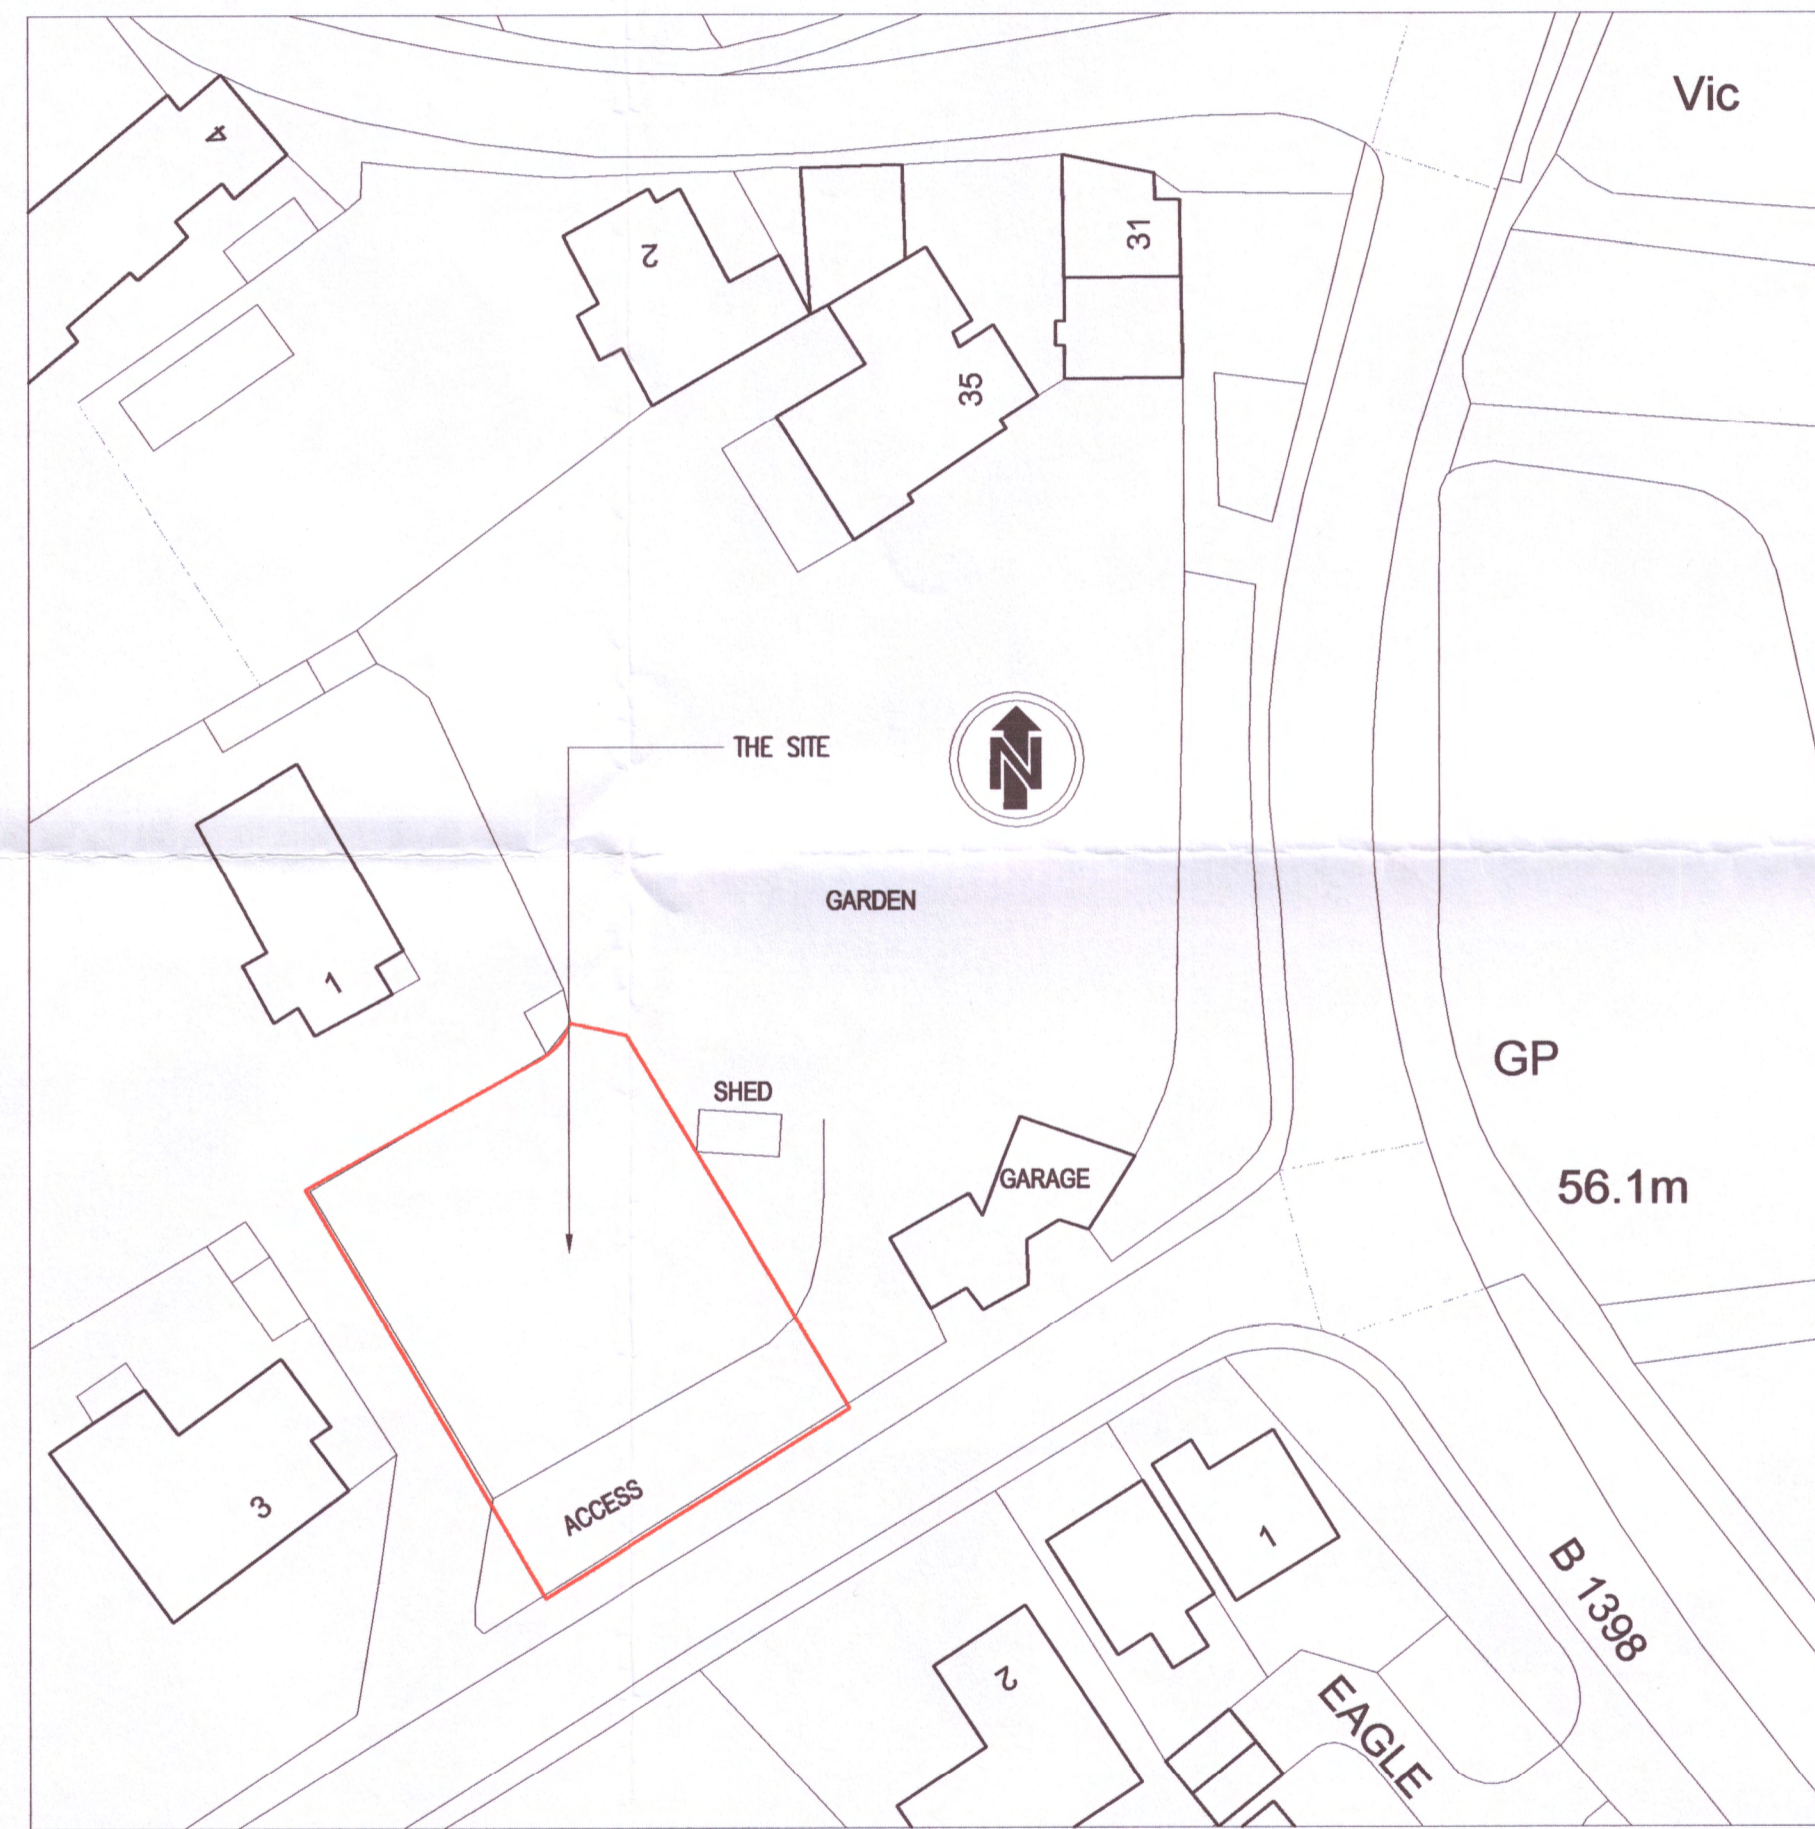 Vic
4
2
31
35
THE SITE
N
GARDEN
1
GP
SHED
GARAGE
56.1m
3
ACCESS
1
2
B 1398
EAGLE